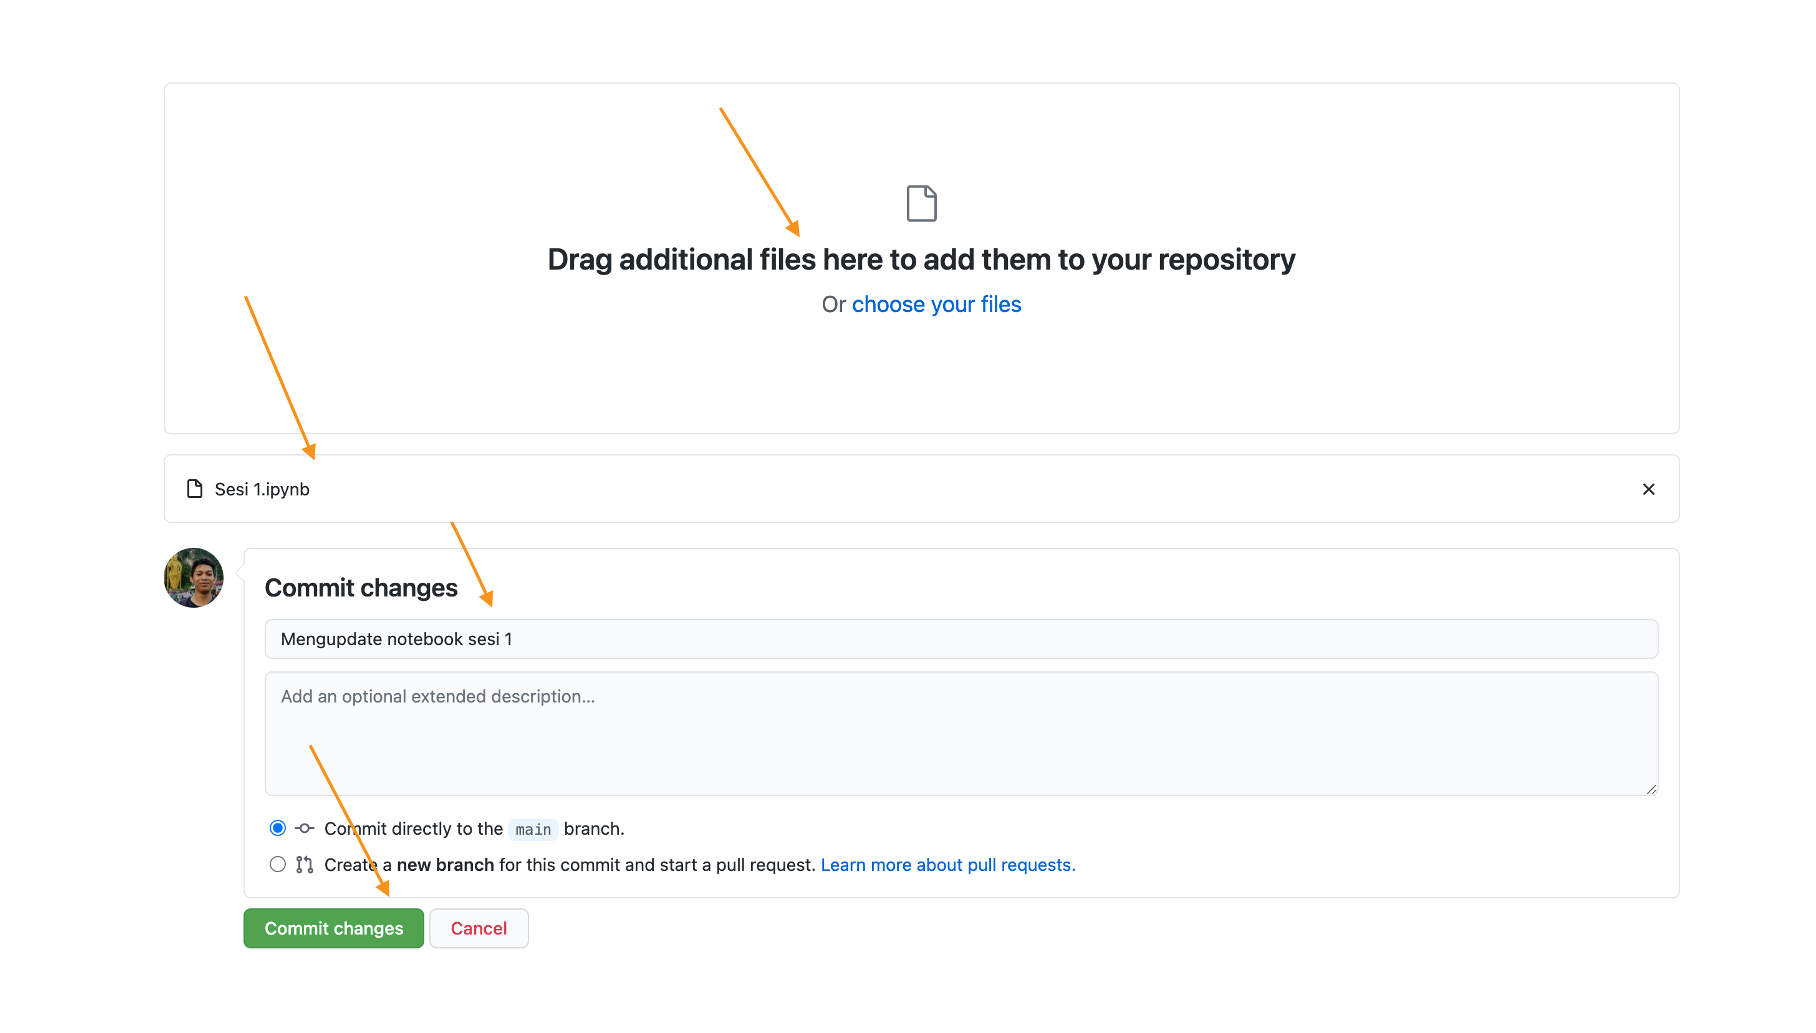 Drag additional files here to add them to your repository
Or choose your files
Sesi 1.ipynb
Commit changes
Mengupdate notebook sesi 1
Add an optional extended description...
Commit directly to the main branch.
Create a new branch for this commit and start a pull request. Learn more about pull requests.
Commit changes Cancel